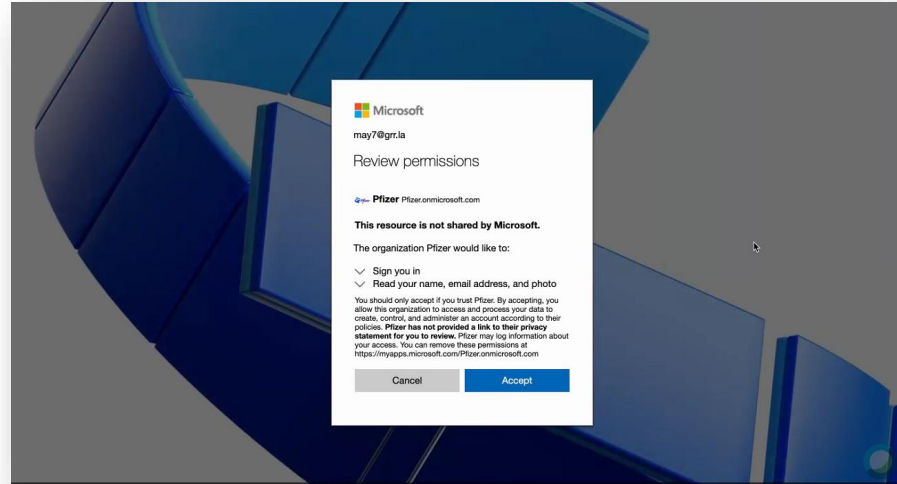 Microsoft
may7@grr.la
Review permissions
Pfizer Pfizer.onmicrosoft.com
This resource is not shared by Microsoft.
The organization Pfizer would like to:
Sign you in
Read your name, email address, and photo
You should only accept if you trust Pfizer. By accepting, you
allow this organization to access and process your data to
create, control, and administer an account according to their
policies. Pfizer has not provided a link to their privacy
statement for you to review. Pfizer may log information about
your access. You can remove these permissions at
https://myapps.microsoft.com/Pfizer.onmicrosoft.com
Cancel Accept